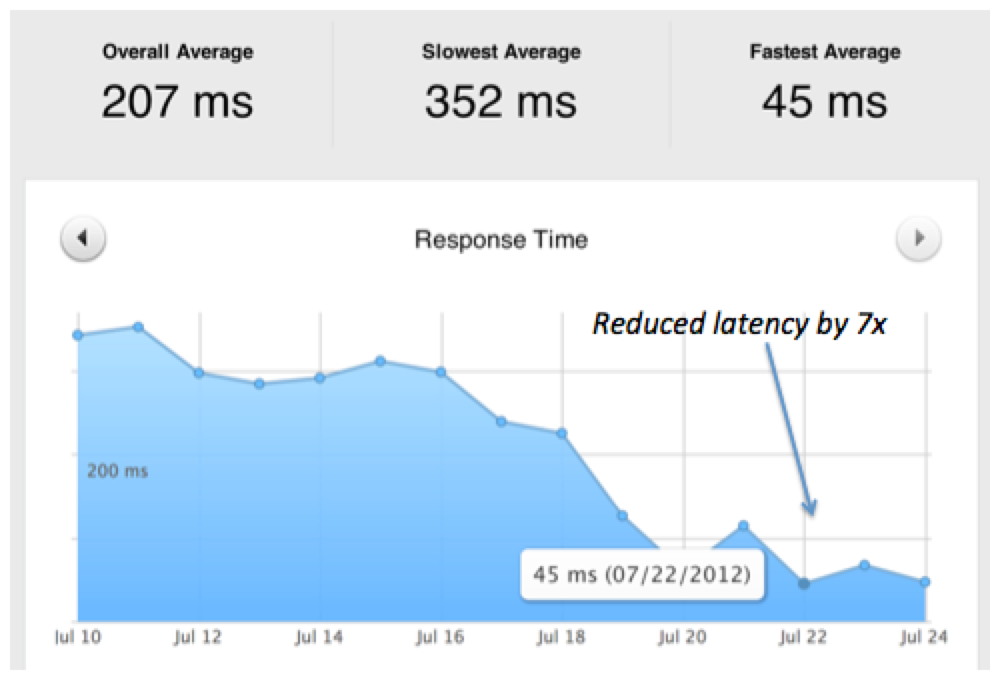 Overall Average
Slowest Average
Fastest Average
207 ms
352 ms
45 ms
Response Time
Reduced latency by 7x
200 ms
45 ms (07/22/2012)
Jul 10
Jul 12
Jul 14
Jul 16
Jul 18
Jul 20
Jul 22
Jul 24